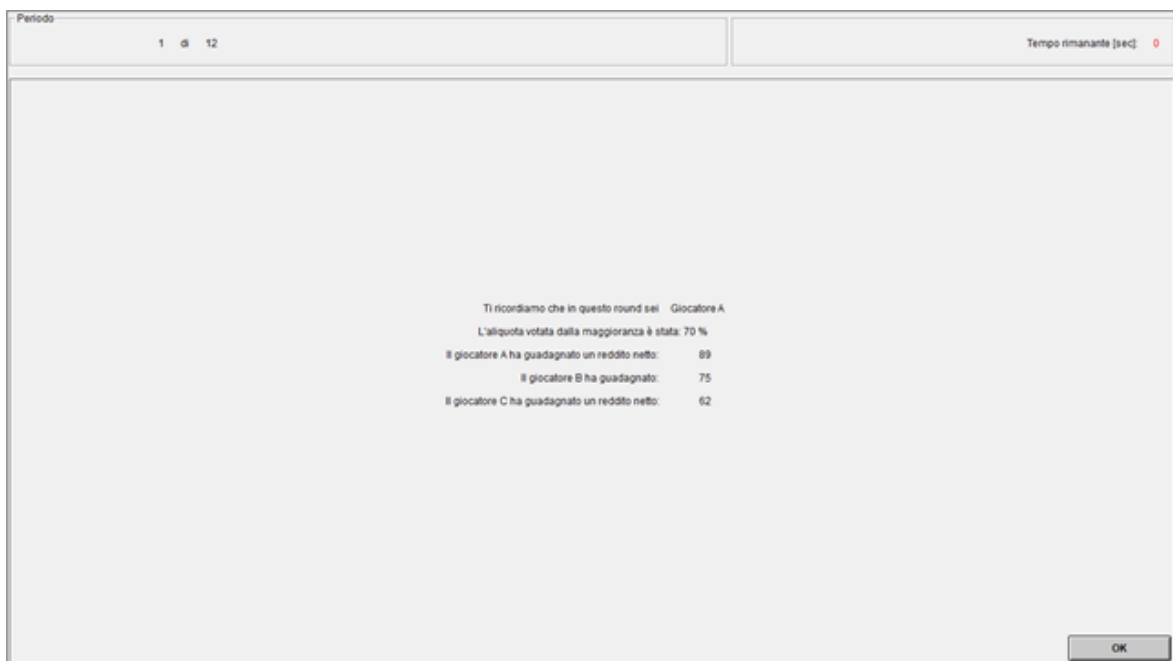 Periodo
1 di 12
Tempo rimanante [sec]: 0
Ti ricordiamo che in questo round sei Giocatore A
L'aliquota votata dalla maggioranza è stata: 70 %
Il giocatore A ha guadagnato un reddito netto: 89
Il giocatore B ha guadagnato: 75
Il giocatore C ha guadagnato un reddito netto: 62
OK